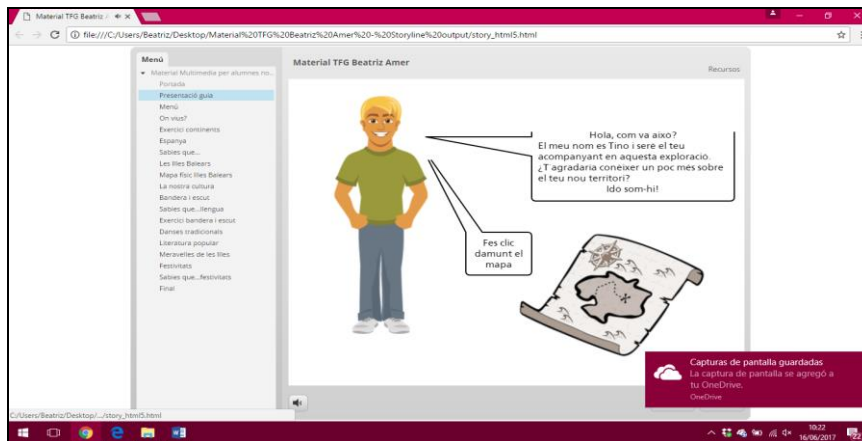 Material TFG Beatriz
file:///C:/Users/Beatriz/Desktop/Material%20TFG%20Beatriz%20Amer%20-%20Storyline%20output/story_html5.html
Menú
Material Multimedia per alumnes no...
Portada
Presentació guia
Menú
On vius?
Exercici continents
Espanya
Sabies que...
Les Illes Balears
Mapa físic Illes Balears
La nostra cultura
Bandera i escut
Sabies que...llengua
Exercici bandera i escut
Danses tradicionals
Literatura popular
Meravelles de les Illes
Festivitats
Sabies que...festivitats
Final
Material TFG Beatriz Amer
Recursos
Hola, com va aixo?
El meu nom es Tino i seré el teu
acompanyant en aquesta exploracio.
¿T agradaria conèixer un poc més sobre
el teu nou territori?
Ido som-hi!
Fes clic
damunt el
mapa
Capturas de pantalla guardadas
La captura de pantalla se agregó a
tu OneDrive.
OneDrive
C:/Users/Beatriz/Desktop/.../story_html5.html
10:22
16/06/2017